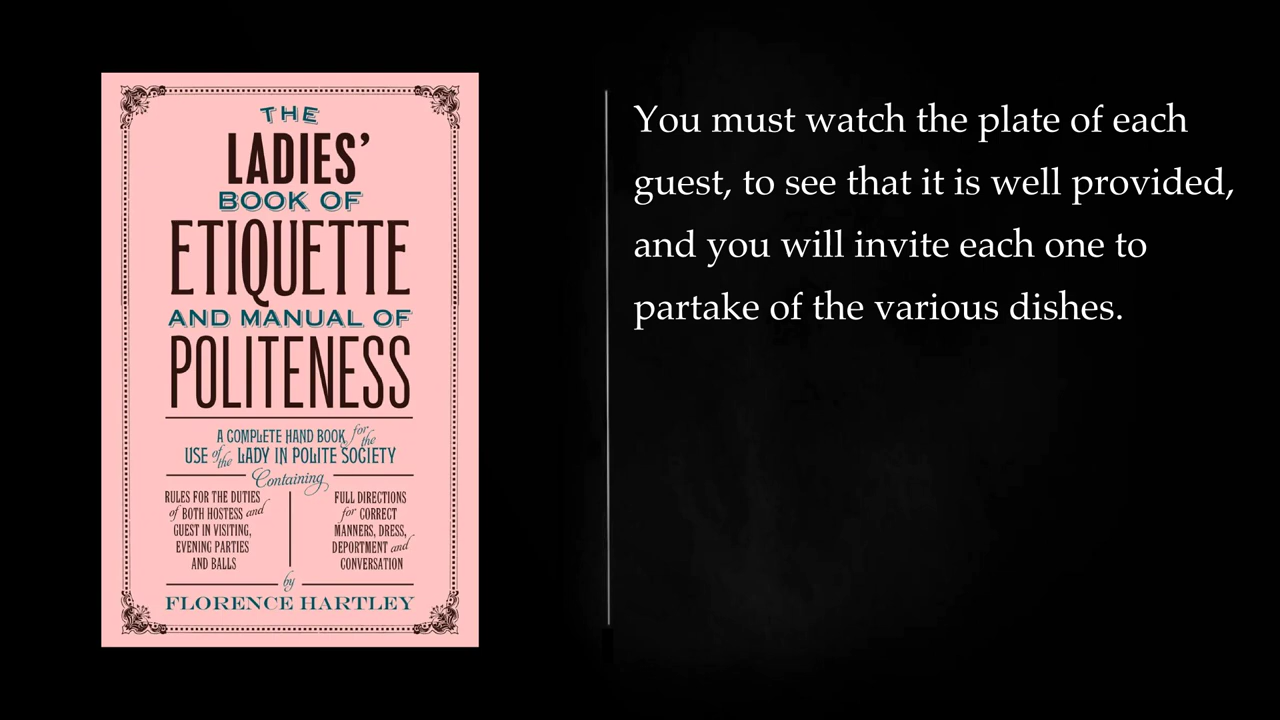 THE
LADIES'
BOOK OF
ETIQUETTE
AND MANUAL OF
POLITENESS
A COMPLETE HAND BOOK for the
USE of the LADY IN POLITE SOCIETY
Containing
RULES FOR THE DUTIES
of BOTH HOSTESS and
GUEST IN VISITING,
EVENING PARTIES
AND BALLS
FULL DIRECTIONS
for CORRECT
MANNERS, DRESS,
DEPORTMENT and
CONVERSATION
by
FLORENCE HARTLEY
You must watch the plate of each
guest, to see that it is well provided,
and you will invite each one to
partake of the various dishes.